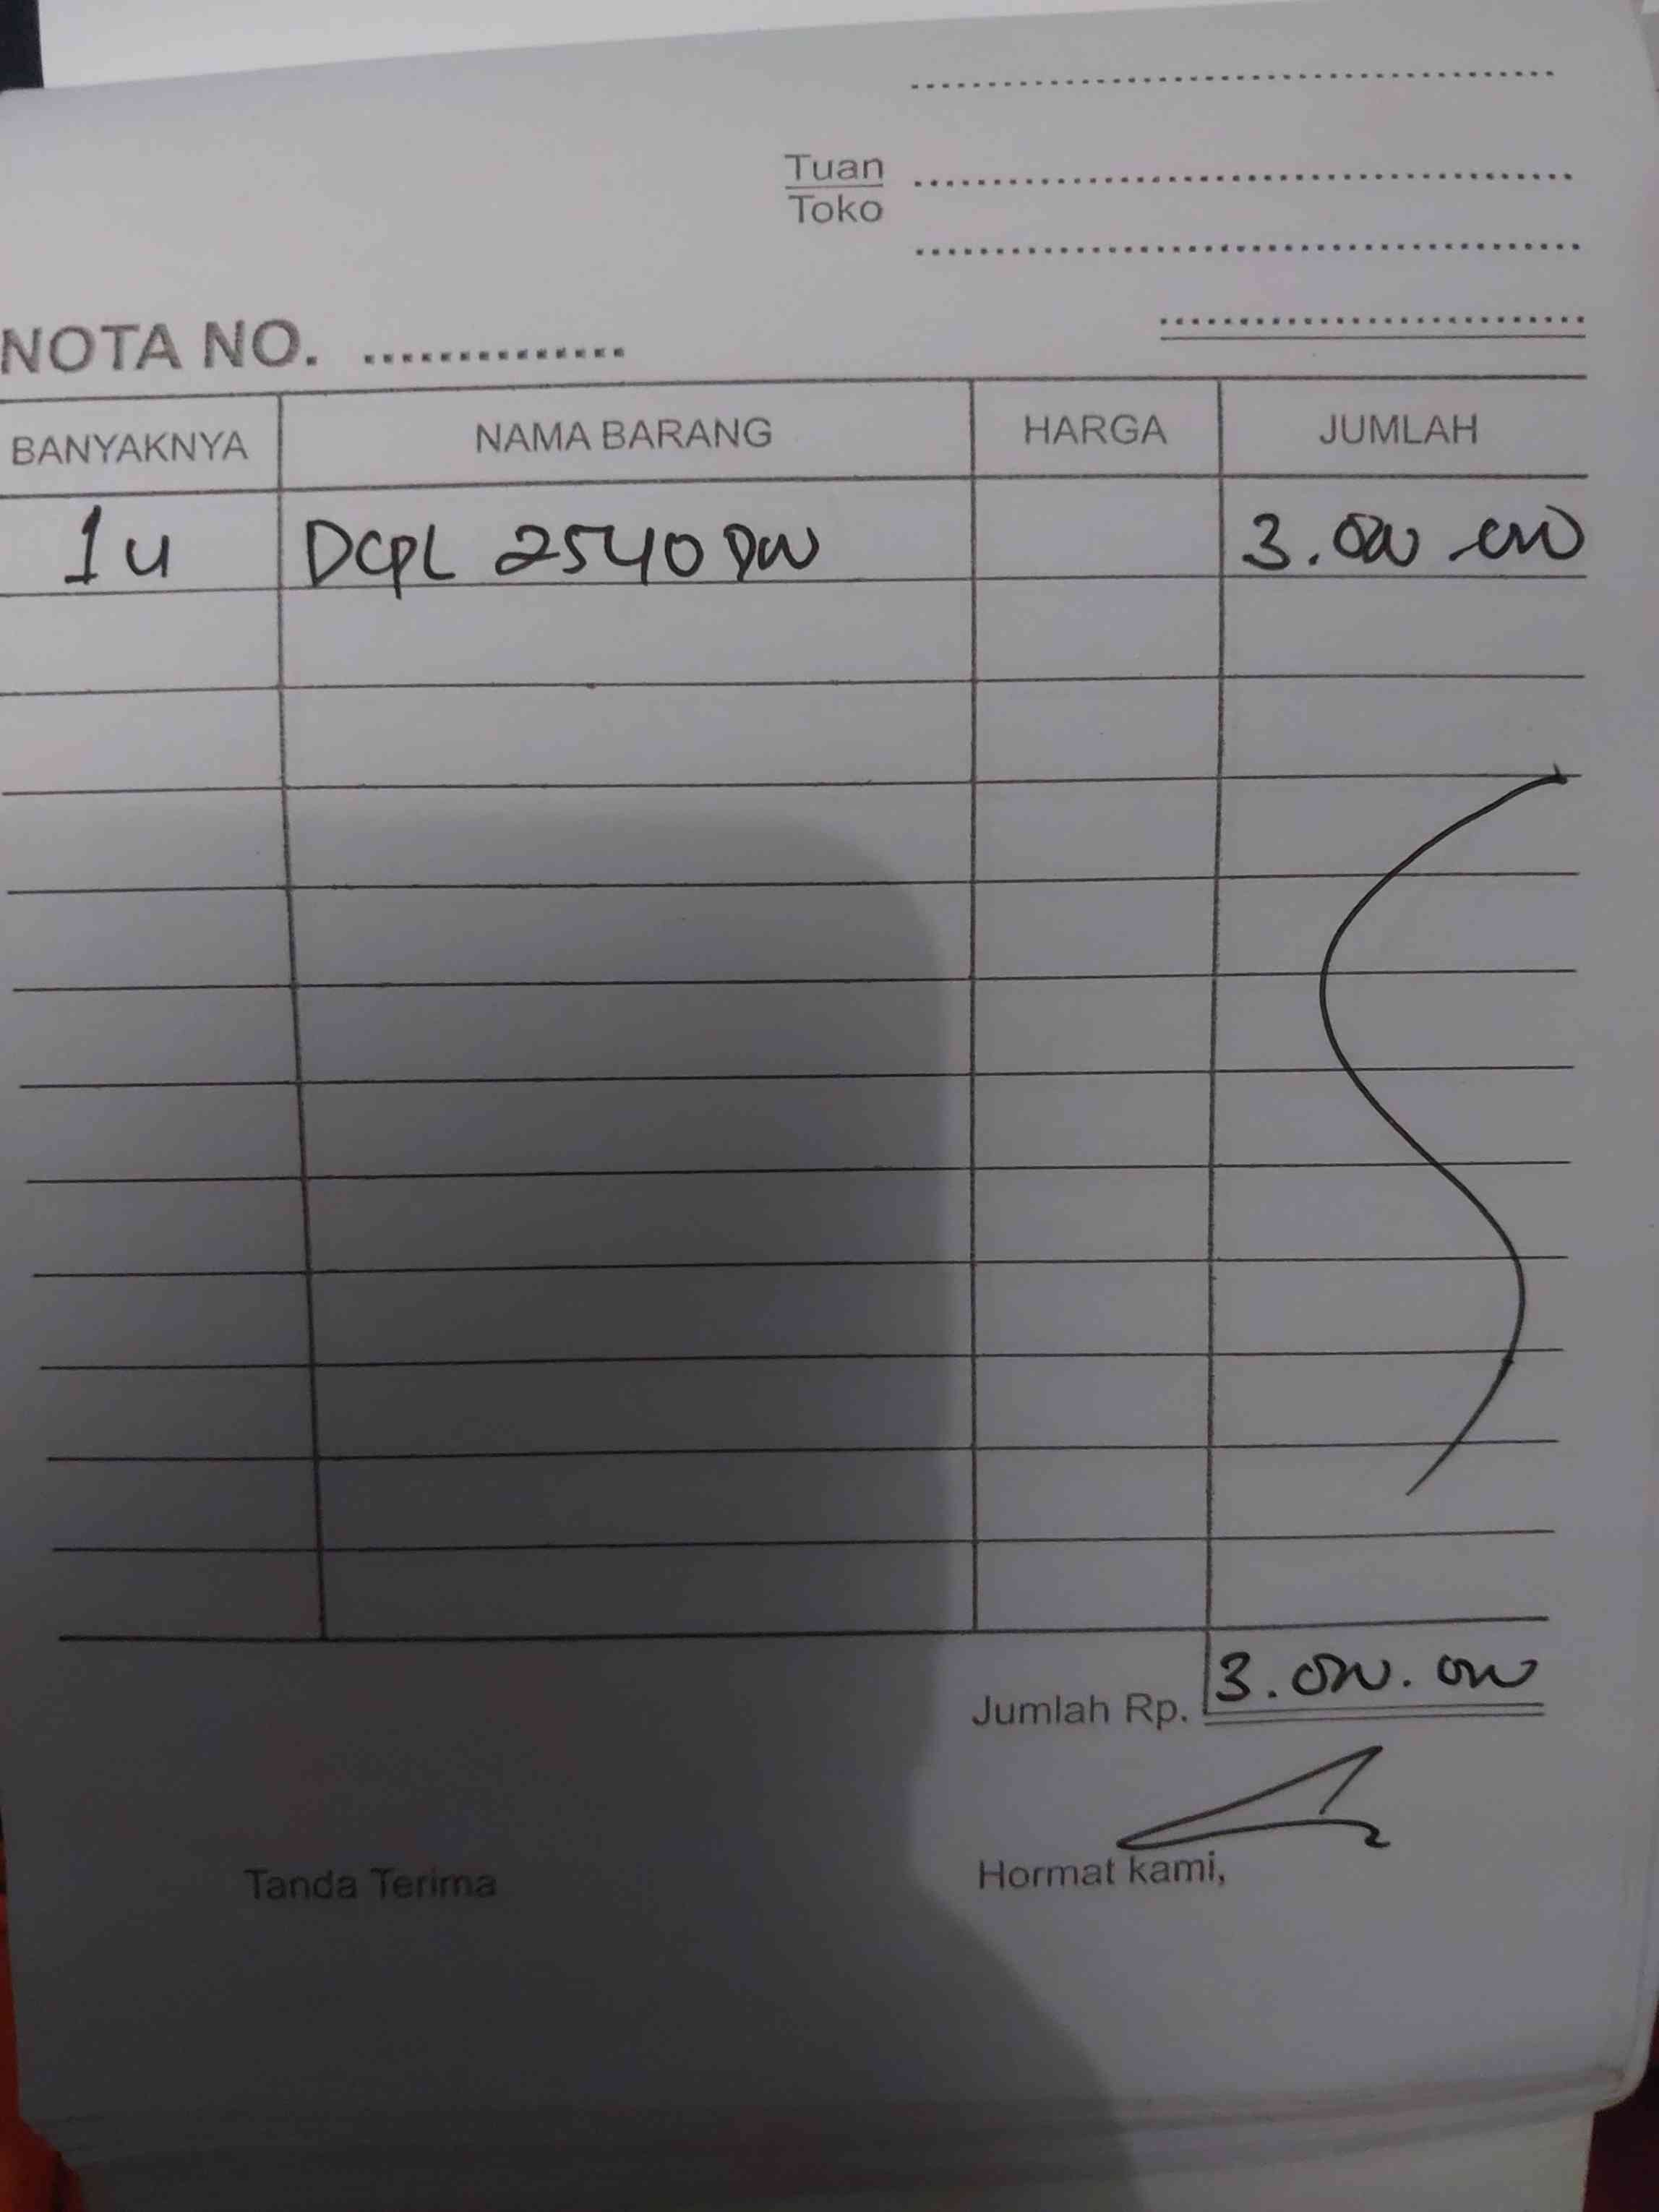 Tuan
Toko
NOTA NO. ..............
BANYAKNYA NAMA BARANG HARGA JUMLAH
1 u DCPL 2540 DW 3.000.000
Jumlah Rp. 3.000.000
Tanda Terima Hormat kami,